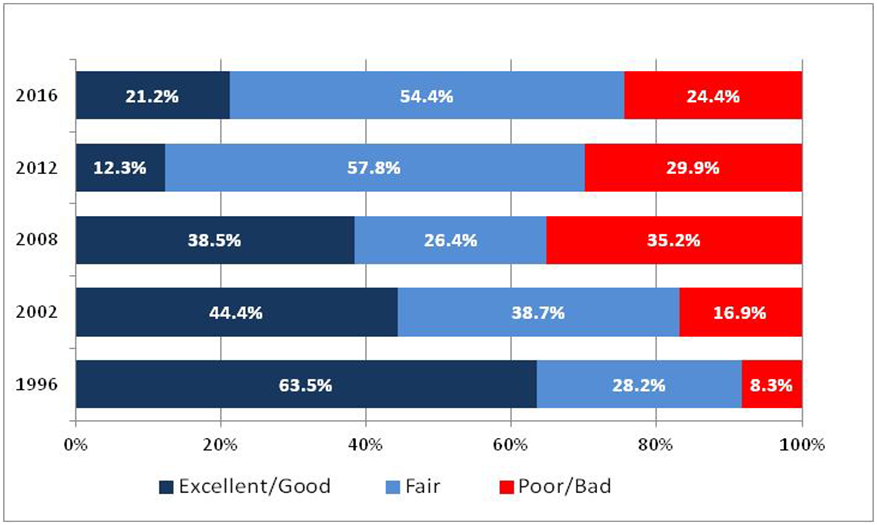 2016 21.2% 54.4% 24.4%
2012 12.3% 57.8% 29.9%
2008 38.5% 26.4% 35.2%
2002 44.4% 38.7% 16.9%
1996 63.5% 28.2% 8.3%
0% 20% 40% 60% 80% 100%
Excellent/Good Fair Poor/Bad